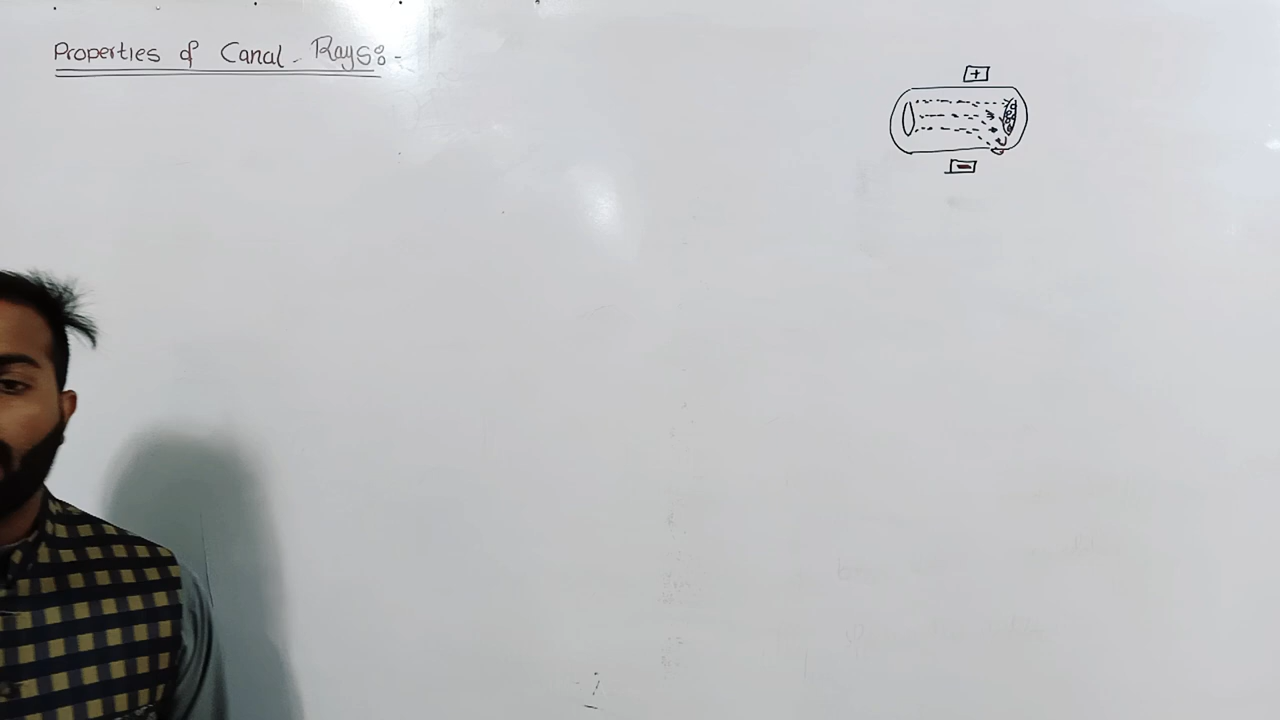 Properties of Canal - Rays:-
+
-